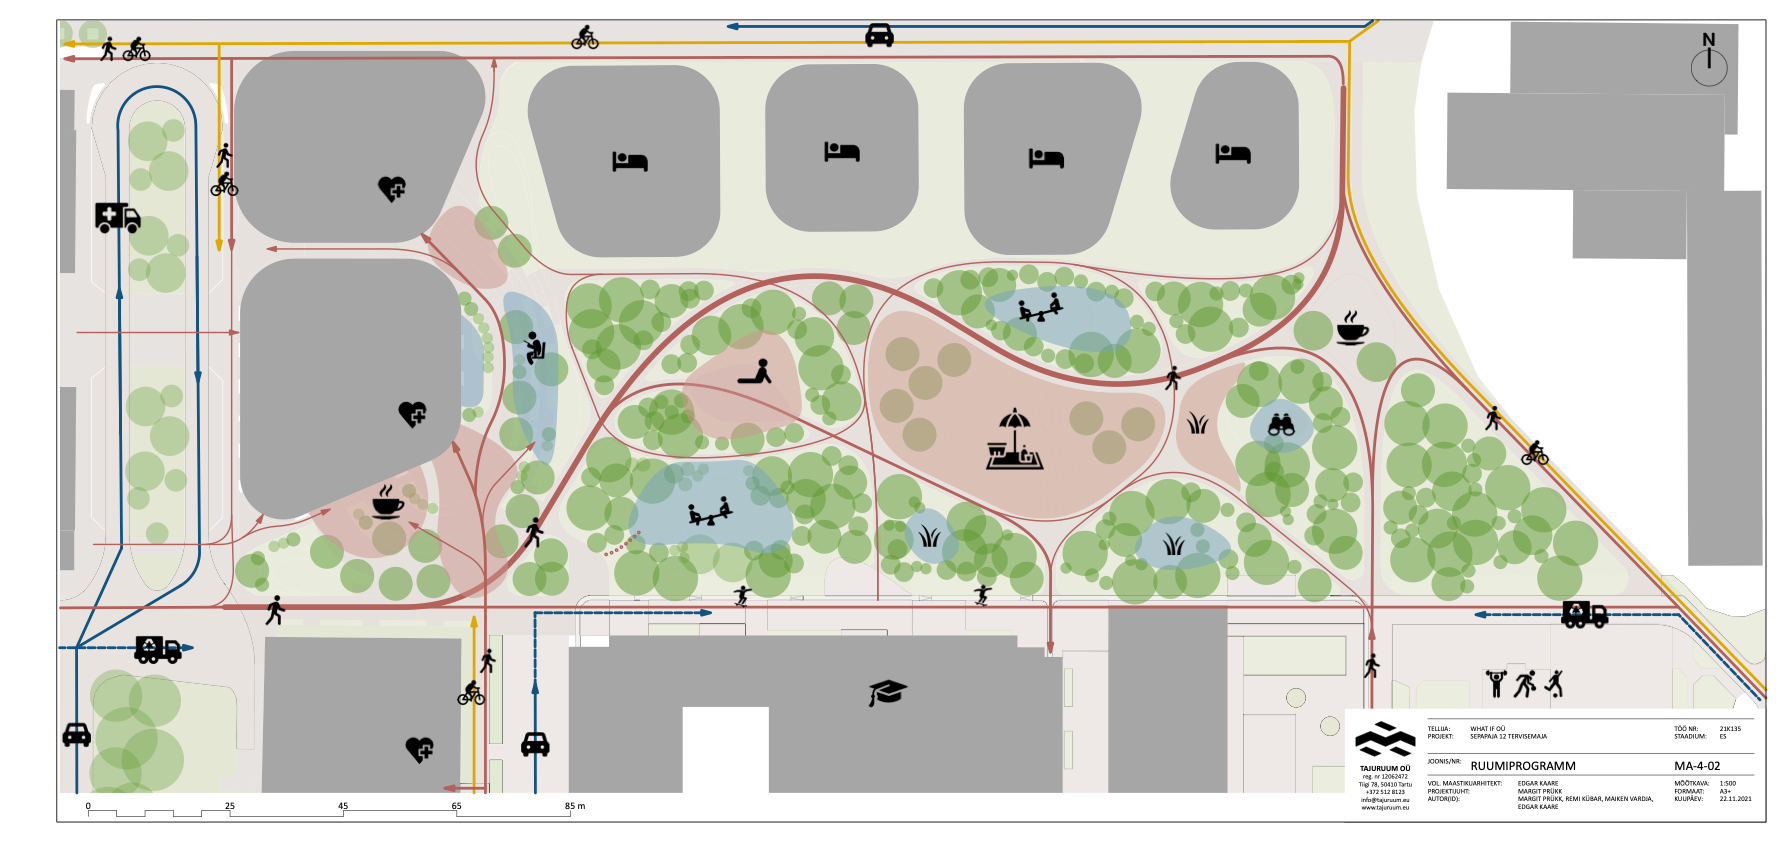 N
0 25 45 65 85 m
TAJURUUM OÜ
reg. nr 12062472
Tiigi 78, 50410 Tartu
+372 512 8123
info@tajuruum.eu
www.tajuruum.eu
TELLIJA: WHAT IF OÜ TÖÖ NR: 21K135
PROJEKT: SEPAPAJA 12 TERVISEMAJA STAADIUM: ES
JOONIS/NR: RUUMIPROGRAMM MA-4-02
VOL. MAASTIKUARHITEKT: EDGAR KAARE MÕÕTKAVA: 1:500
PROJEKTIJUHT: MARGIT PRÜKK FORMAAT: A3+
AUTOR(ID): MARGIT PRÜKK, REMI KÜBAR, MAIKEN VARDJA, KUUPÄEV: 22.11.2021
EDGAR KAARE